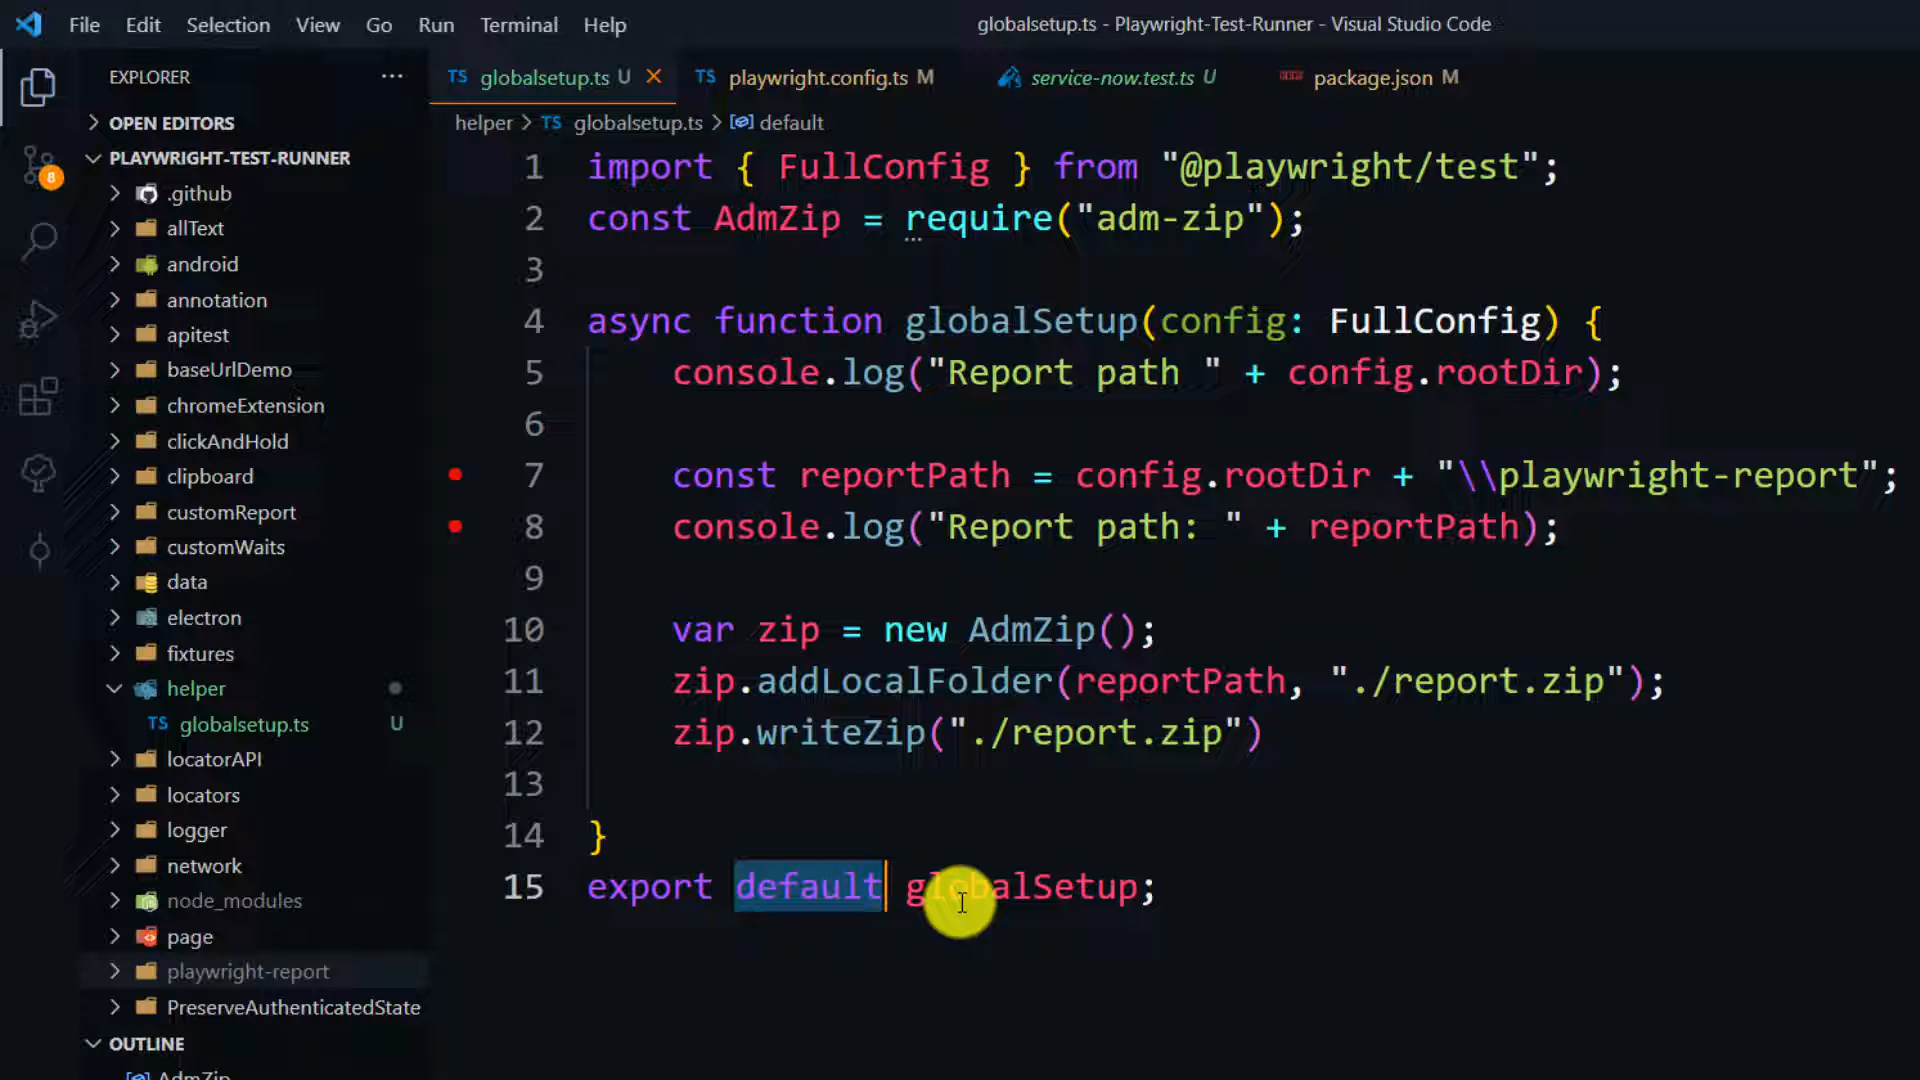 File Edit Selection View Go Run Terminal Help
globalsetup.ts - Playwright-Test-Runner - Visual Studio Code
EXPLORER ···
TS globalsetup.ts U
TS playwright.config.ts M
service-now.test.ts U
package.json M
OPEN EDITORS
helper > TS globalsetup.ts > default
PLAYWRIGHT-TEST-RUNNER
8
.github
allText
android
annotation
apitest
baseUrlDemo
chromeExtension
clickAndHold
clipboard
customReport
customWaits
data
electron
fixtures
helper
TS globalsetup.ts U
locatorAPI
locators
logger
network
node_modules
page
playwright-report
PreserveAuthenticatedState
OUTLINE
AdmZip
1 import { FullConfig } from "@playwright/test";
2 const AdmZip = require("adm-zip");
3
4 async function globalSetup(config: FullConfig) {
5 console.log("Report path " + config.rootDir);
6
7 const reportPath = config.rootDir + "\\playwright-report";
8 console.log("Report path: " + reportPath);
9
10 var zip = new AdmZip();
11 zip.addLocalFolder(reportPath, "./report.zip");
12 zip.writeZip("./report.zip")
13
14 }
15 export default globalSetup;